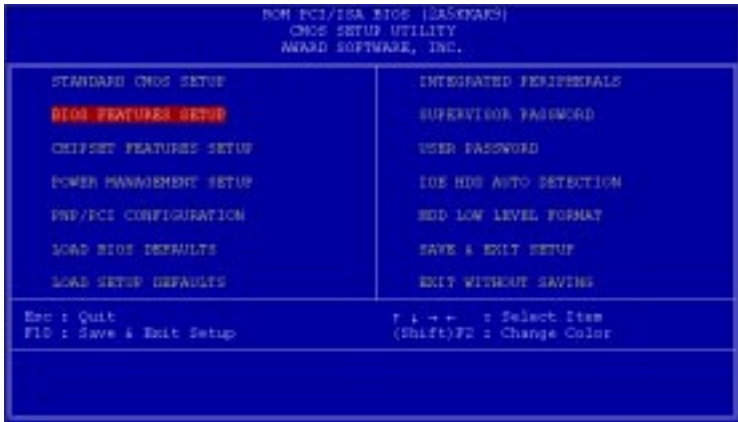 ROM PCI/ISA BIOS (2A5KKAK9)
CMOS SETUP UTILITY
AWARD SOFTWARE, INC.
STANDARD CMOS SETUP
BIOS FEATURES SETUP
CHIPSET FEATURES SETUP
POWER MANAGEMENT SETUP
PNP/PCI CONFIGURATION
LOAD BIOS DEFAULTS
LOAD SETUP DEFAULTS
INTEGRATED PERIPHERALS
SUPERVISOR PASSWORD
USER PASSWORD
IDE HDD AUTO DETECTION
HDD LOW LEVEL FORMAT
SAVE & EXIT SETUP
EXIT WITHOUT SAVING
Esc : Quit
F10 : Save & Exit Setup
↑ ↓ → ← : Select Item
(Shift)F2 : Change Color